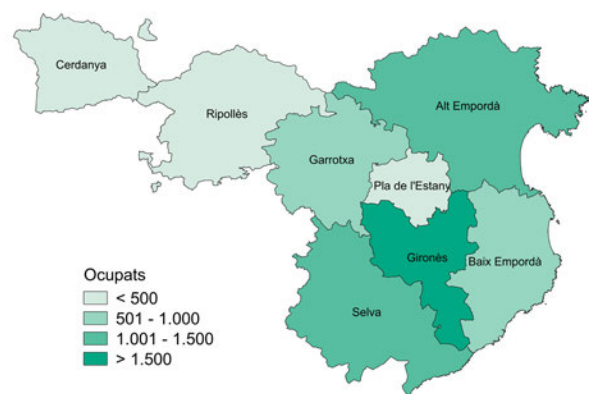 Cerdanya
Ripollès
Alt Empordà
Garrotxa
Pla de l'Estany
Gironès
Baix Empordà
Selva
Ocupats
< 500
501 - 1.000
1.001 - 1.500
> 1.500